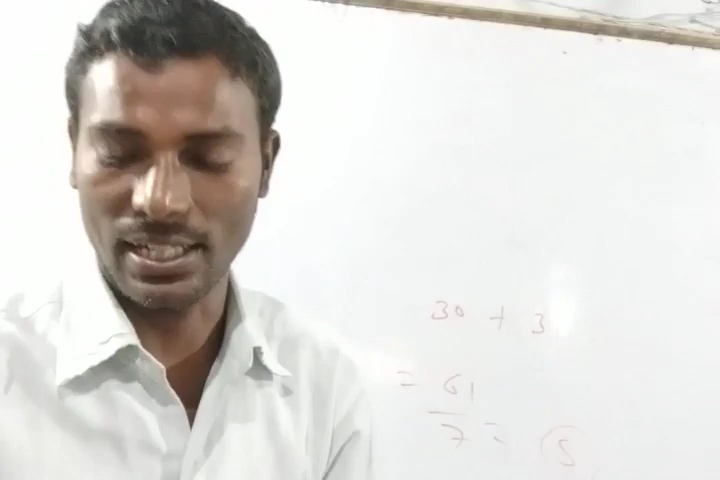 30 + 3
= 61
7 = 5